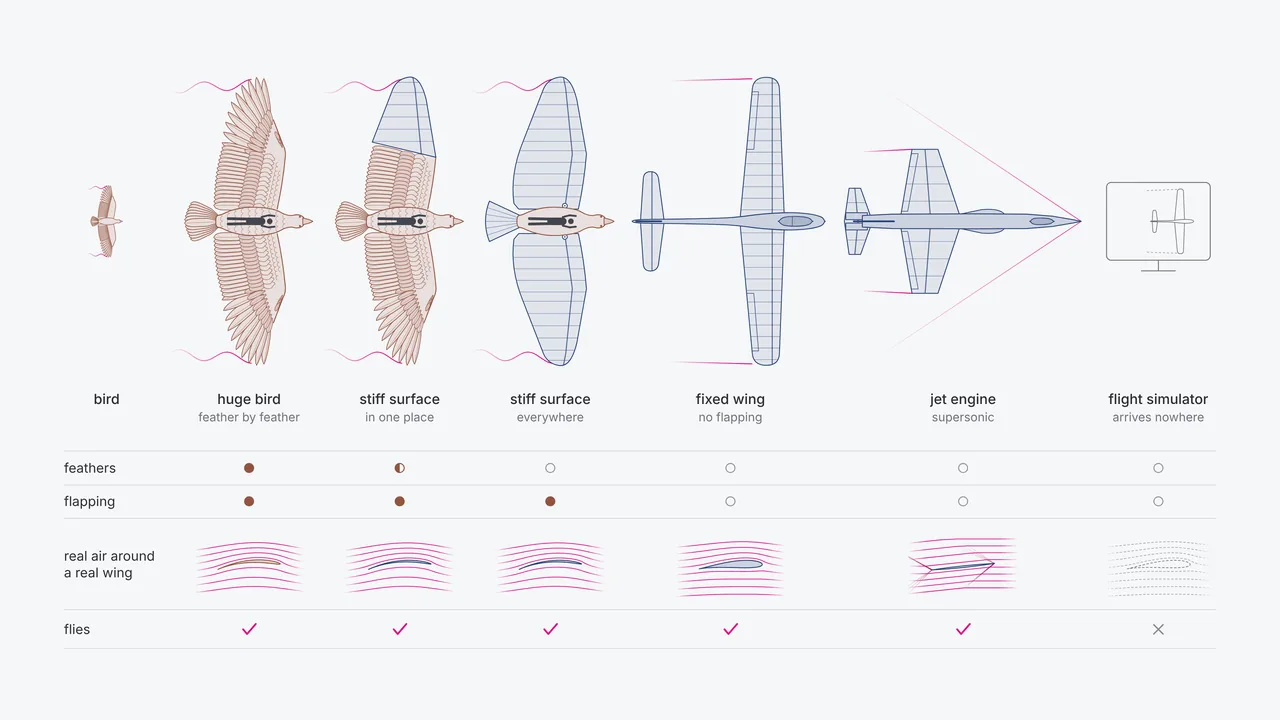 bird
huge bird
feather by feather
stiff surface
in one place
stiff surface
everywhere
fixed wing
no flapping
jet engine
supersonic
flight simulator
arrives nowhere
feathers
flapping
real air around
a real wing
flies